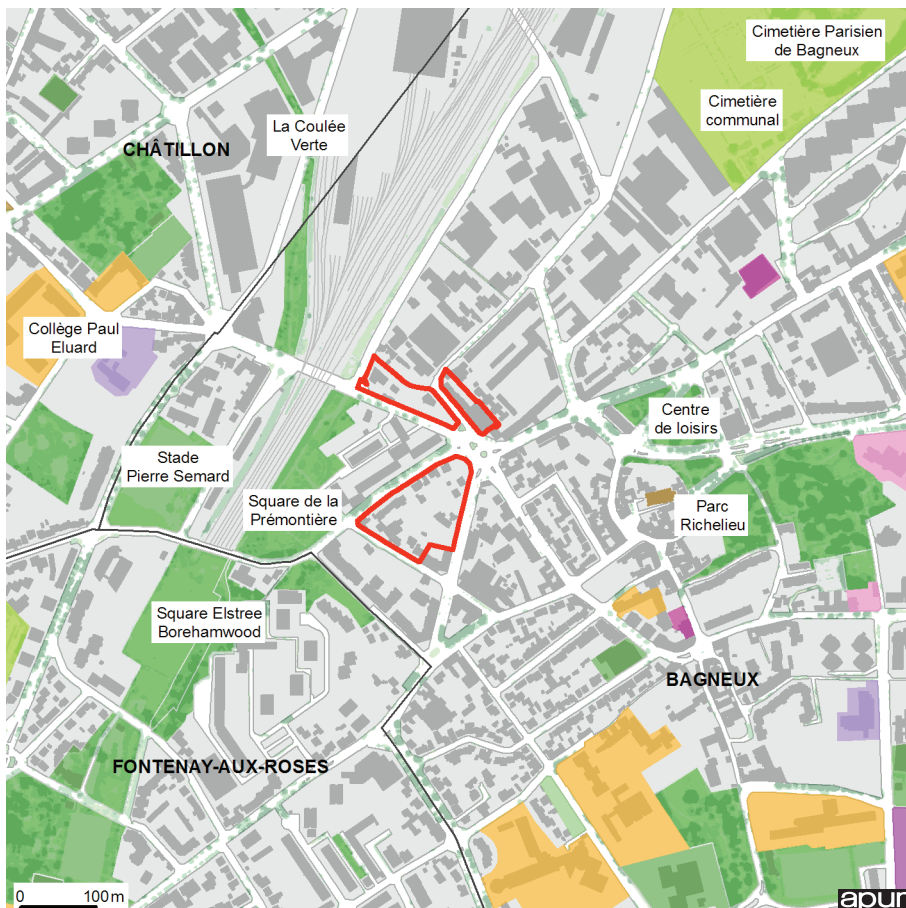 Cimetière Parisien
de Bagneux
Cimetière
communal
La Coulée
Verte
CHÂTILLON
Collège Paul
Eluard
Centre
de loisirs
Stade
Pierre Semard
Square de la
Prémontière
Parc
Richelieu
Square Elstree
Borehamwood
BAGNEUX
FONTENAY-AUX-ROSES
0 100 m
apur